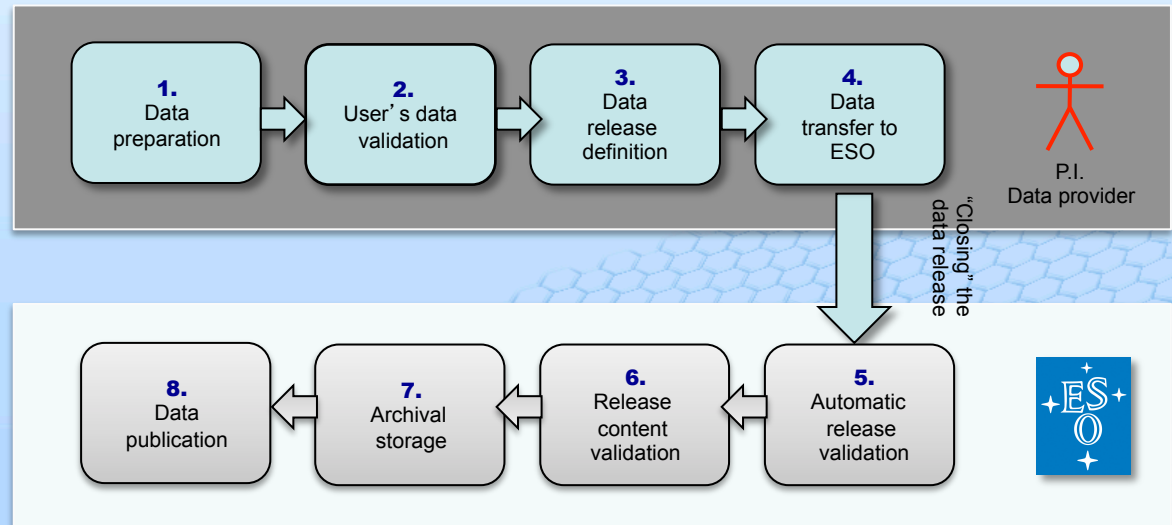 1.
Data
preparation
2.
User's data
validation
3.
Data
release
definition
4.
Data
transfer to
ESO
P.I.
Data provider
"Closing" the
data release
8.
Data
publication
7.
Archival
storage
6.
Release
content
validation
5.
Automatic
release
validation
ES
O